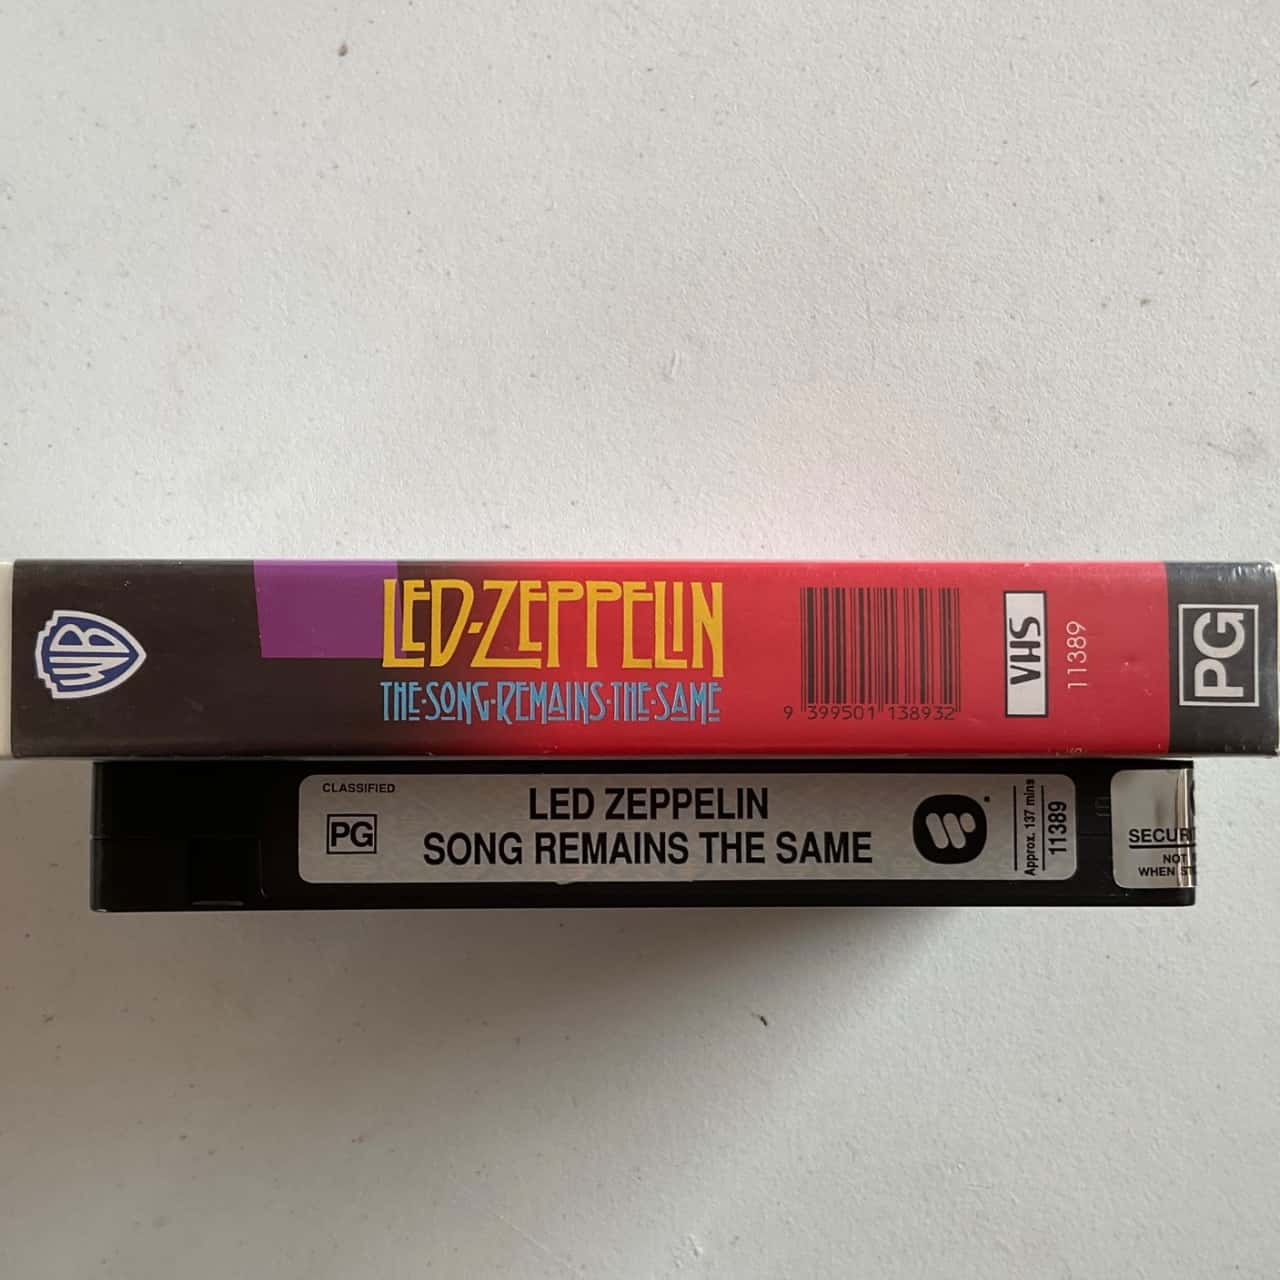 WB
LED-ZEPPELIN
THE·SONG·REMAINS·THE·SAME
9 399501 138932
VHS
11389
PG
CLASSIFIED
PG
LED ZEPPELIN
SONG REMAINS THE SAME
Approx. 137 mins
11389
SECURIT
NOT
WHEN